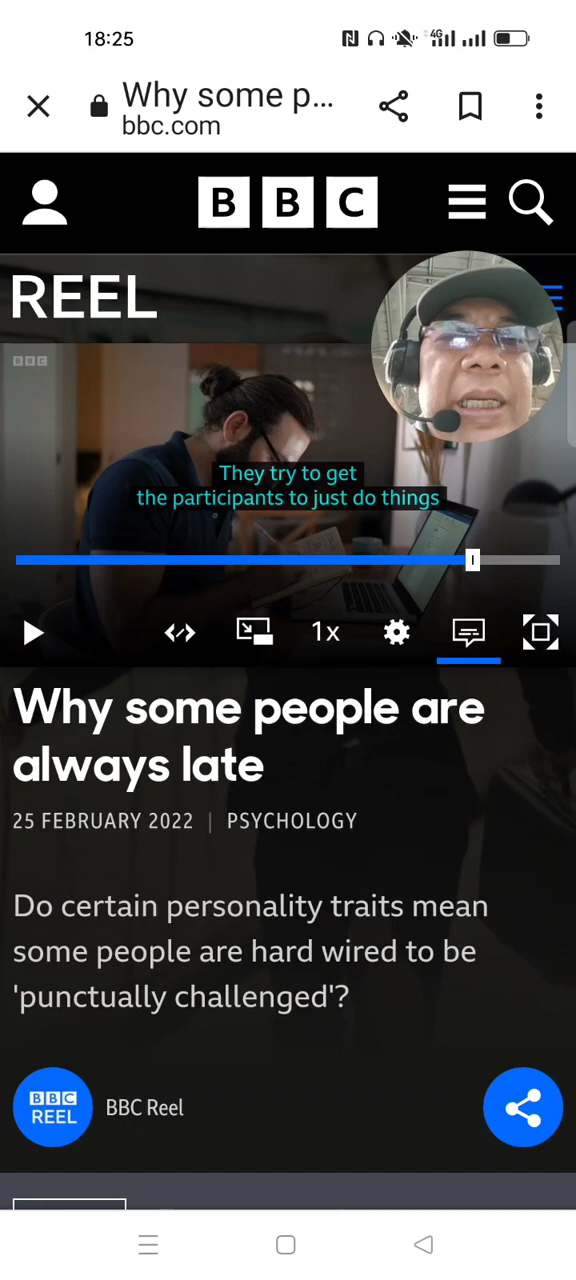 18:25
4G
Why some p...
bbc.com
BBC
REEL
BBC
They try to get
the participants to just do things
1x
Why some people are
always late
25 FEBRUARY 2022 | PSYCHOLOGY
Do certain personality traits mean
some people are hard wired to be
'punctually challenged'?
BBC
REEL
BBC Reel